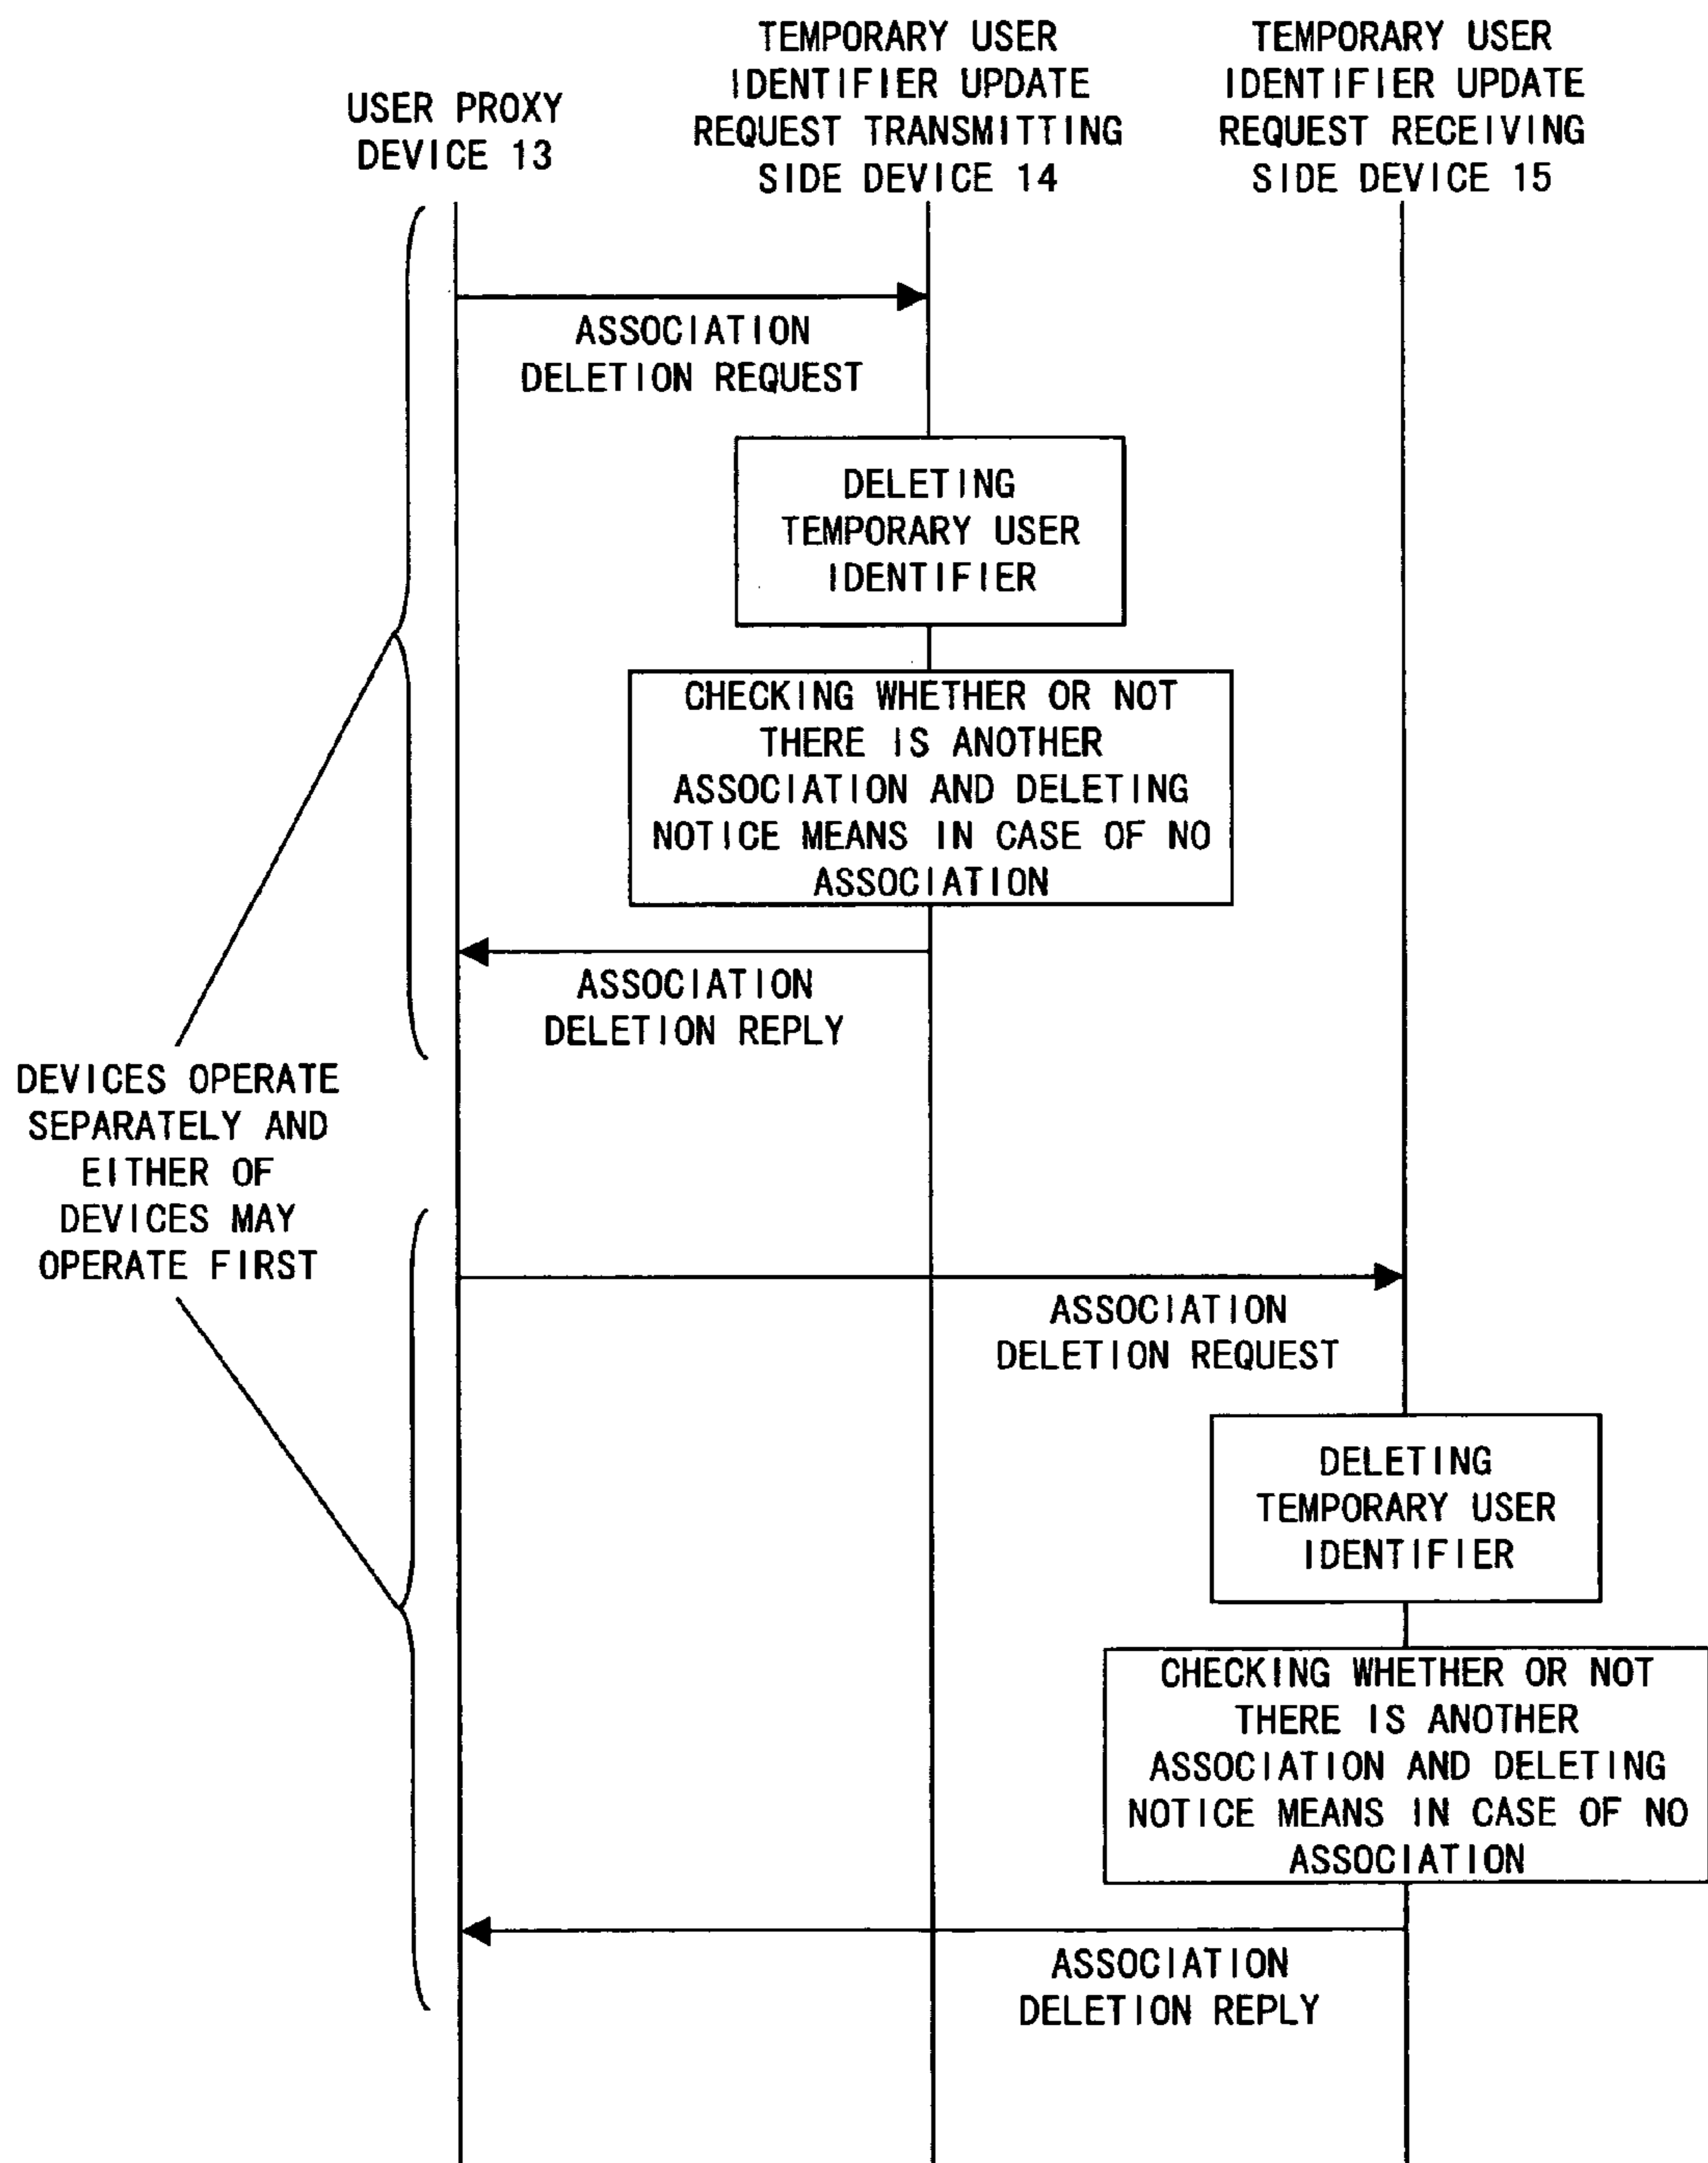 USER PROXY
DEVICE 13
TEMPORARY USER
IDENTIFIER UPDATE
REQUEST TRANSMITTING
SIDE DEVICE 14
TEMPORARY USER
IDENTIFIER UPDATE
REQUEST RECEIVING
SIDE DEVICE 15
ASSOCIATION
DELETION REQUEST
DELETING
TEMPORARY USER
IDENTIFIER
CHECKING WHETHER OR NOT
THERE IS ANOTHER
ASSOCIATION AND DELETING
NOTICE MEANS IN CASE OF NO
ASSOCIATION
ASSOCIATION
DELETION REPLY
DEVICES OPERATE
SEPARATELY AND
EITHER OF
DEVICES MAY
OPERATE FIRST
ASSOCIATION
DELETION REQUEST
DELETING
TEMPORARY USER
IDENTIFIER
CHECKING WHETHER OR NOT
THERE IS ANOTHER
ASSOCIATION AND DELETING
NOTICE MEANS IN CASE OF NO
ASSOCIATION
ASSOCIATION
DELETION REPLY